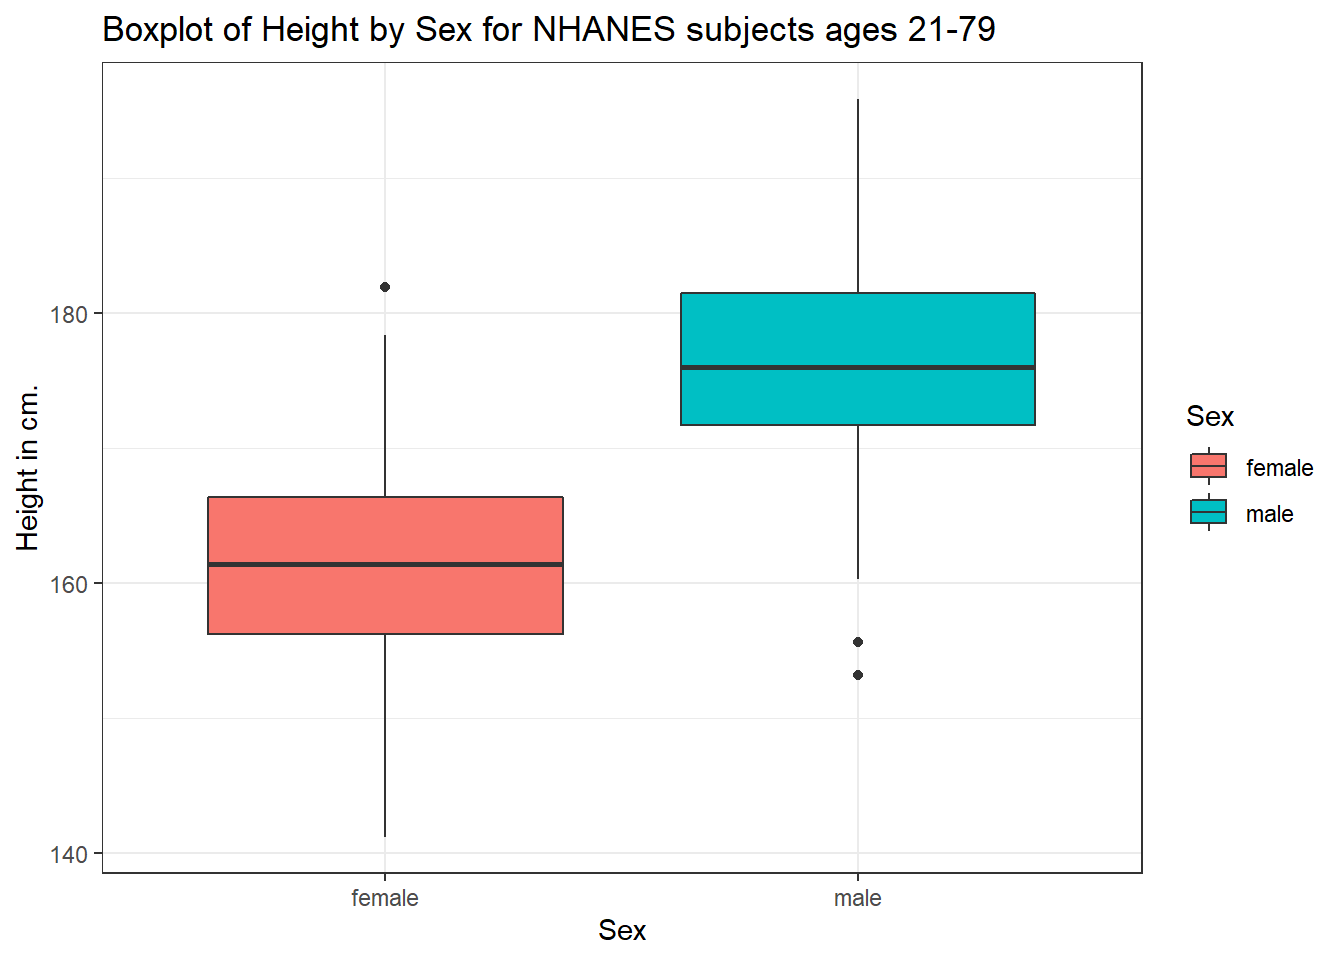 Boxplot of Height by Sex for NHANES subjects ages 21-79
Height in cm.
180
160
140
female
male
Sex
Sex
female
male